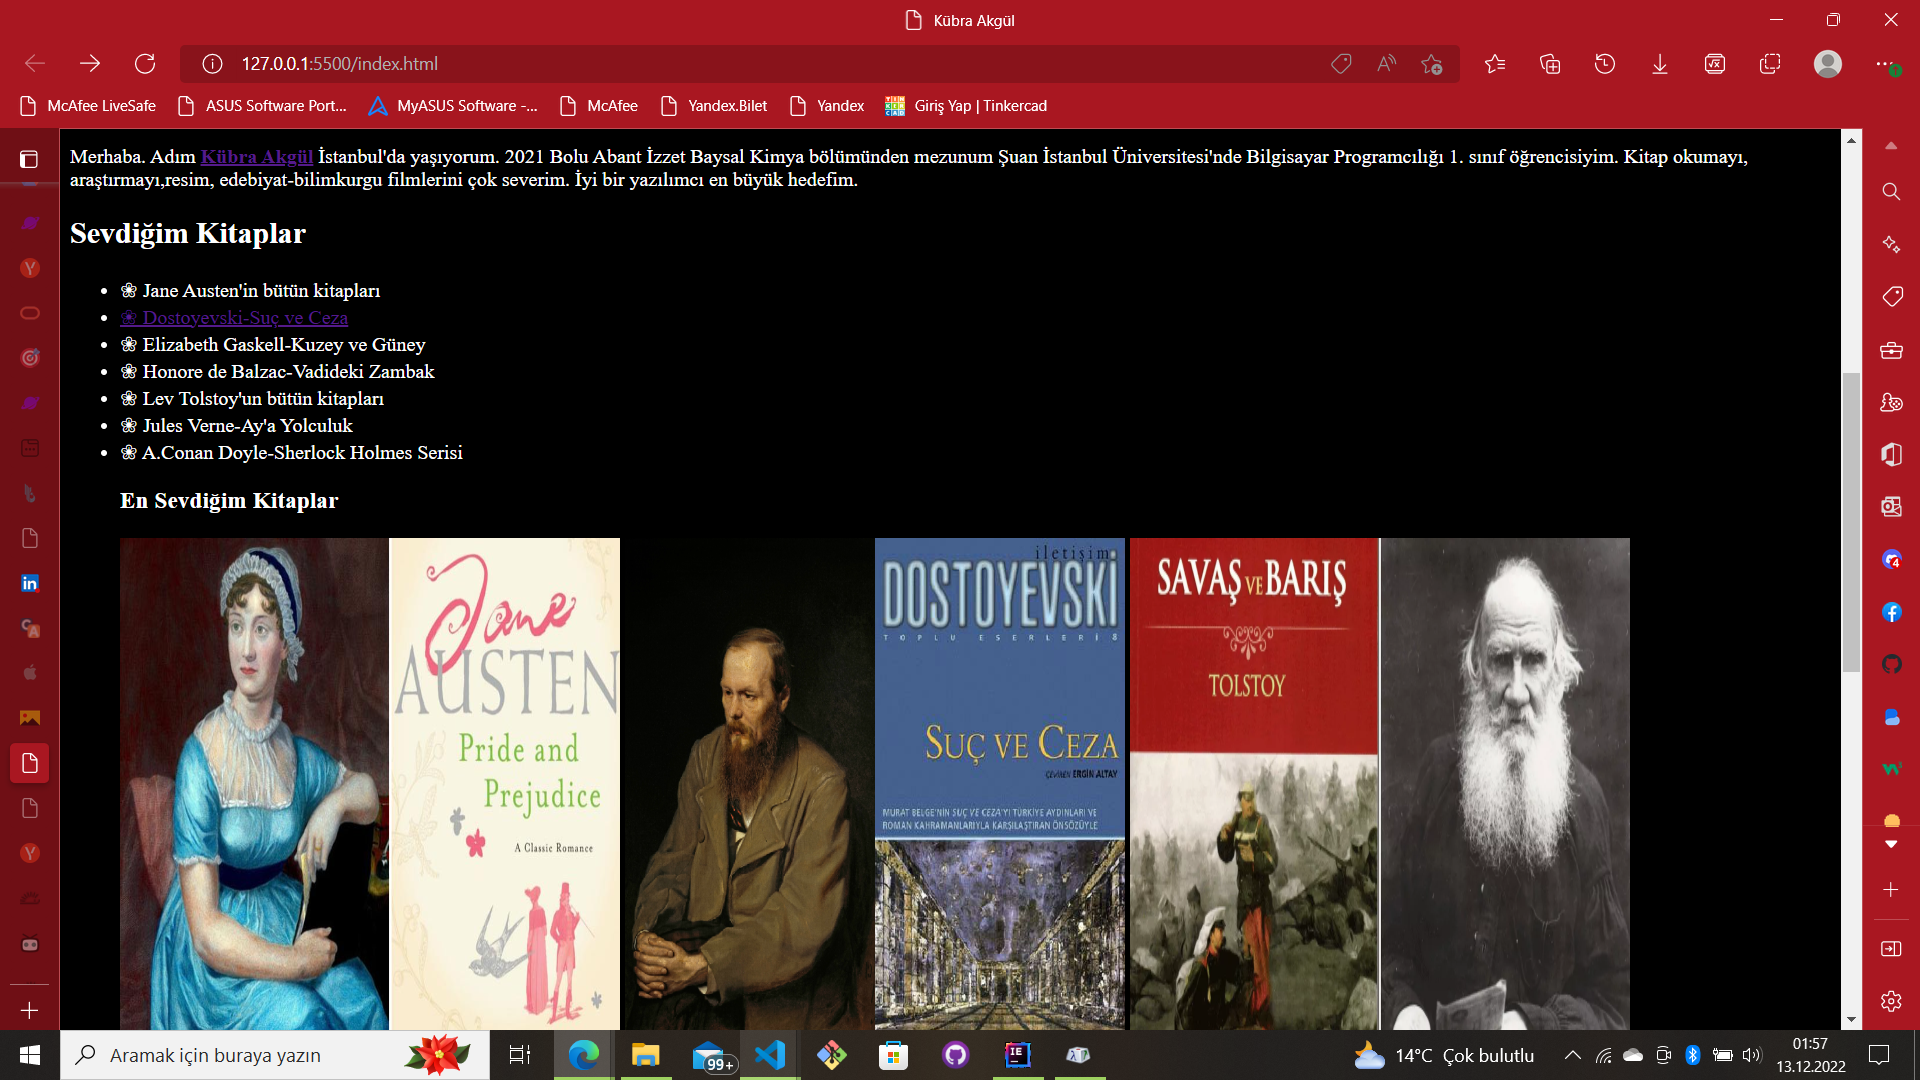 Kübra Akgül
127.0.0.1:5500/index.html
McAfee LiveSafe
ASUS Software Port...
MyASUS Software -...
McAfee
Yandex.Bilet
Yandex
Giriş Yap | Tinkercad
Merhaba. Adım Kübra Akgül İstanbul'da yaşıyorum. 2021 Bolu Abant İzzet Baysal Kimya bölümünden mezunum Şuan İstanbul Üniversitesi'nde Bilgisayar Programcılığı 1. sınıf öğrencisiyim. Kitap okumayı,
araştırmayı,resim, edebiyat-bilimkurgu filmlerini çok severim. İyi bir yazılımcı en büyük hedefim.
Sevdiğim Kitaplar
❀ Jane Austen'in bütün kitapları
❀ Dostoyevski-Suç ve Ceza
❀ Elizabeth Gaskell-Kuzey ve Güney
❀ Honore de Balzac-Vadideki Zambak
❀ Lev Tolstoy'un bütün kitapları
❀ Jules Verne-Ay'a Yolculuk
❀ A.Conan Doyle-Sherlock Holmes Serisi
En Sevdiğim Kitaplar
Jane
AUSTEN
Pride and
Prejudice
A Classic Romance
iletişim
DOSTOYEVSKİ
TOPLU ESERLERİ 8
SUÇ VE CEZA
ÇEVİREN ERGİN ALTAY
MURAT BELGE'NİN SUÇ VE CEZA'YI TÜRKİYE AYDINLARI VE
ROMAN KAHRAMANLARIYLA KARŞILAŞTIRAN ÖNSÖZÜYLE
SAVAŞ VE BARIŞ
TOLSTOY
Aramak için buraya yazın
99+
14°C Çok bulutlu
01:57
13.12.2022